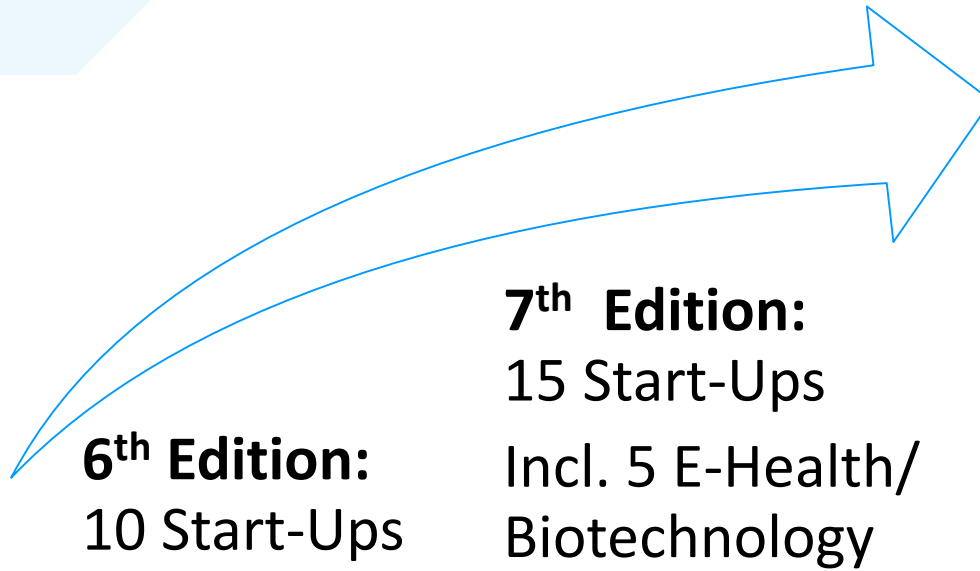 6th Edition:
10 Start-Ups
7th Edition:
15 Start-Ups
Incl. 5 E-Health/
Biotechnology